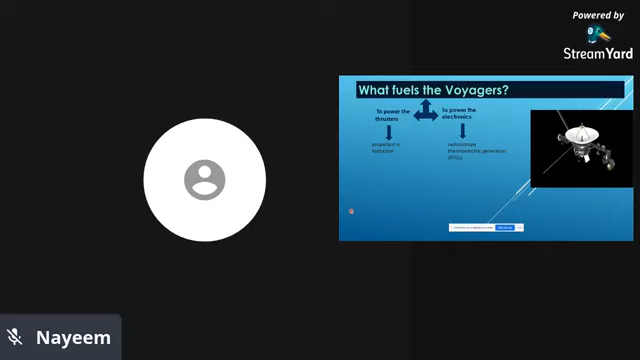 Powered by
StreamYard
What fuels the Voyagers?
To power the
thrusters
To power the
electronics
propellant is
hydrazine
radioisotope
thermoelectric generators
(RTGs)
Nayeem